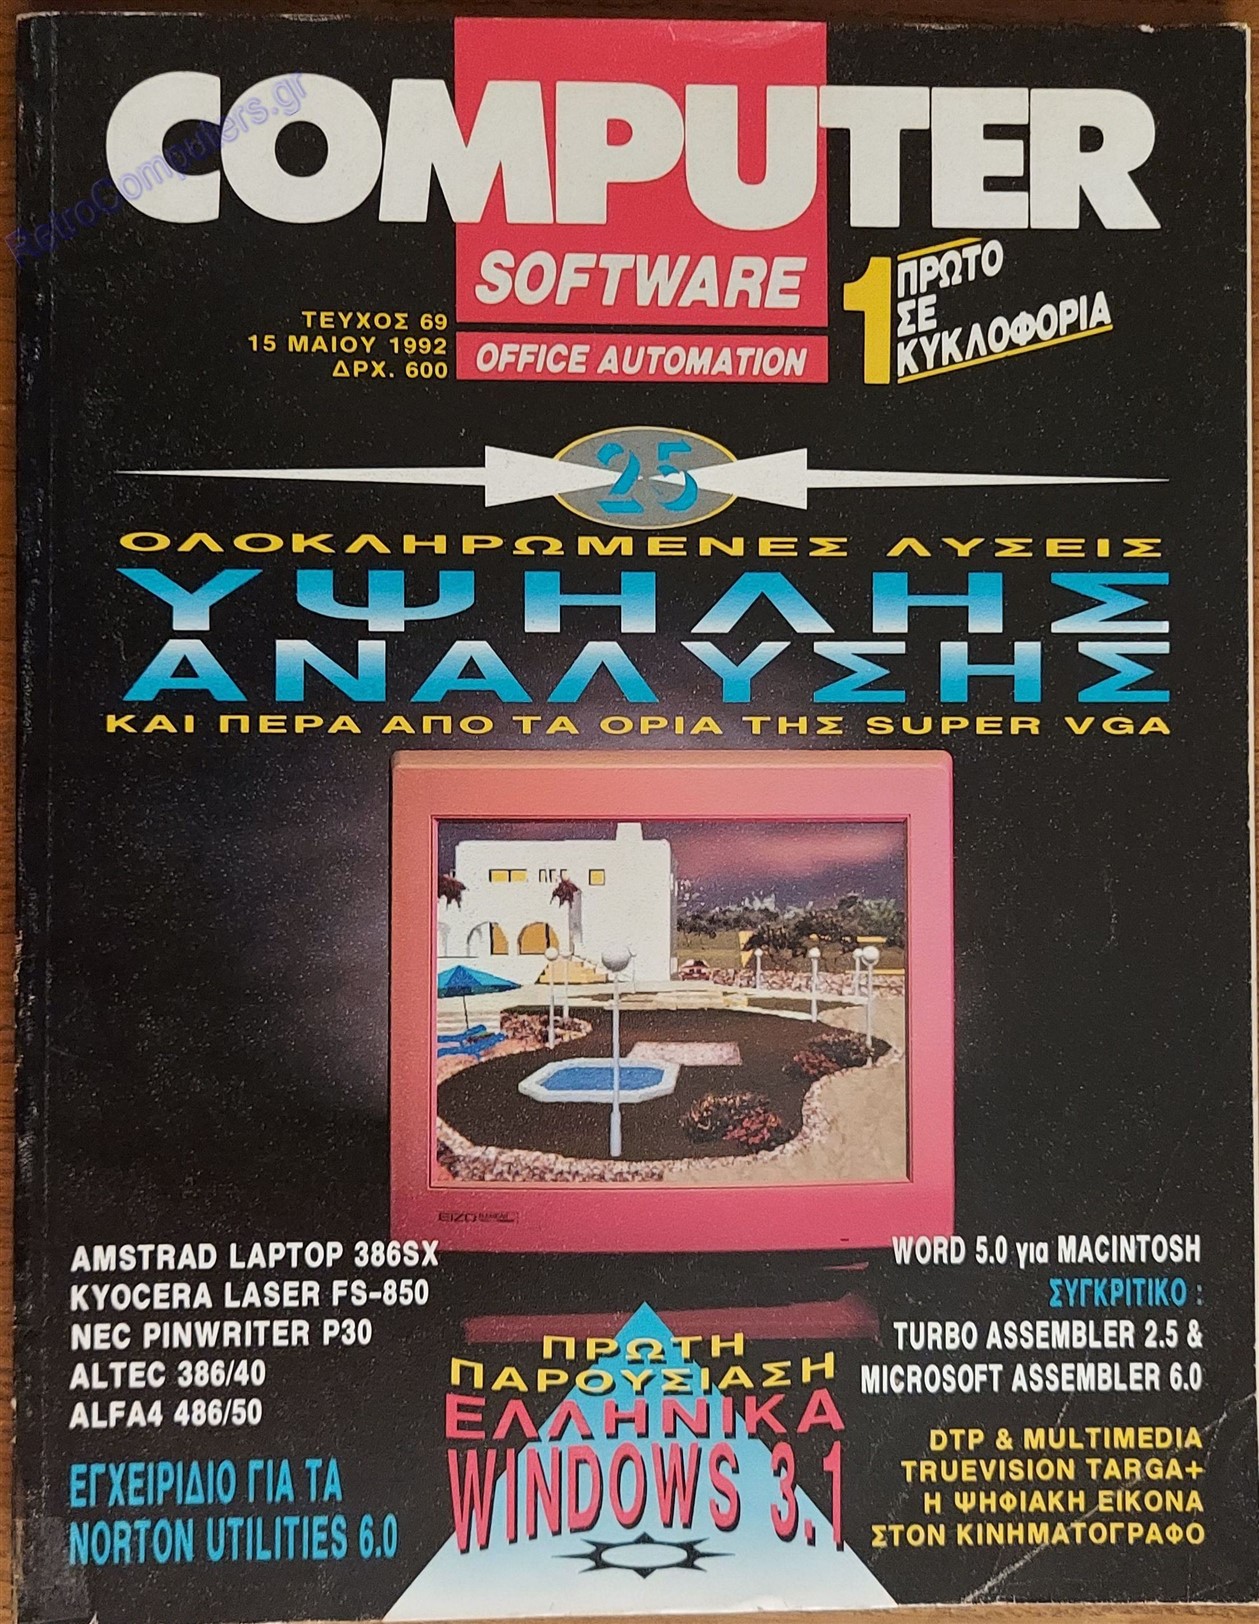 RetroComputers.gr
COMPUTER
SOFTWARE
OFFICE AUTOMATION
ΤΕΥΧΟΣ 69
15 ΜΑΙΟΥ 1992
ΔΡΧ. 600
1 ΠΡΩΤΟ
ΣΕ
ΚΥΚΛΟΦΟΡΙΑ
25
ΟΛΟΚΛΗΡΩΜΕΝΕΣ ΛΥΣΕΙΣ
ΥΨΗΛΗΣ
ΑΝΑΛΥΣΗΣ
ΚΑΙ ΠΕΡΑ ΑΠΟ ΤΑ ΟΡΙΑ ΤΗΣ SUPER VGA
EIZO
AMSTRAD LAPTOP 386SX
KYOCERA LASER FS-850
NEC PINWRITER P30
ALTEC 386/40
ALFA4 486/50
ΕΓΧΕΙΡΙΔΙΟ ΓΙΑ ΤΑ
NORTON UTILITIES 6.0
ΠΡΩΤΗ
ΠΑΡΟΥΣΙΑΣΗ
ΕΛΛΗΝΙΚΑ
WINDOWS 3.1
WORD 5.0 για MACINTOSH
ΣΥΓΚΡΙΤΙΚΟ :
TURBO ASSEMBLER 2.5 &
MICROSOFT ASSEMBLER 6.0
DTP & MULTIMEDIA
TRUEVISION TARGA+
Η ΨΗΦΙΑΚΗ ΕΙΚΟΝΑ
ΣΤΟΝ ΚΙΝΗΜΑΤΟΓΡΑΦΟ